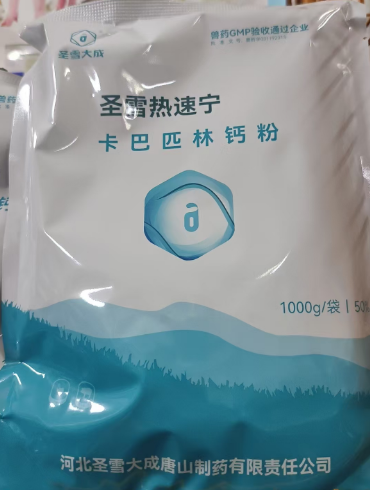 圣雪大成
兽药GMP验收通过企业
圣雪热速宁
卡巴匹林钙粉
1000g/袋 | 50
河北圣雪大成唐山制药有限责任公司